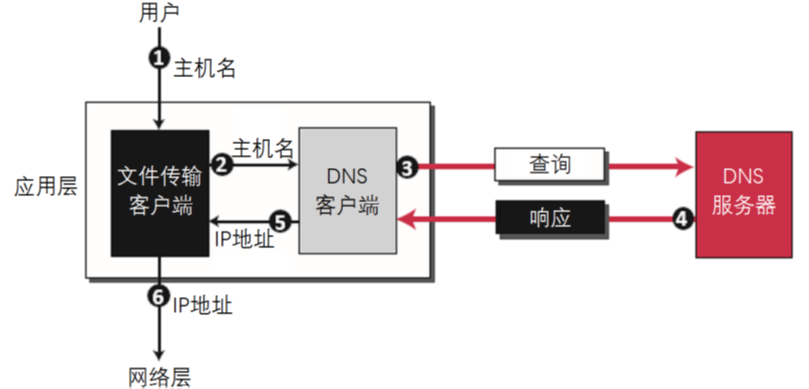 用户
1
主机名
应用层
文件传输
客户端
2
主机名
5
IP地址
DNS
客户端
3
查询
响应
4
DNS
服务器
6
IP地址
网络层